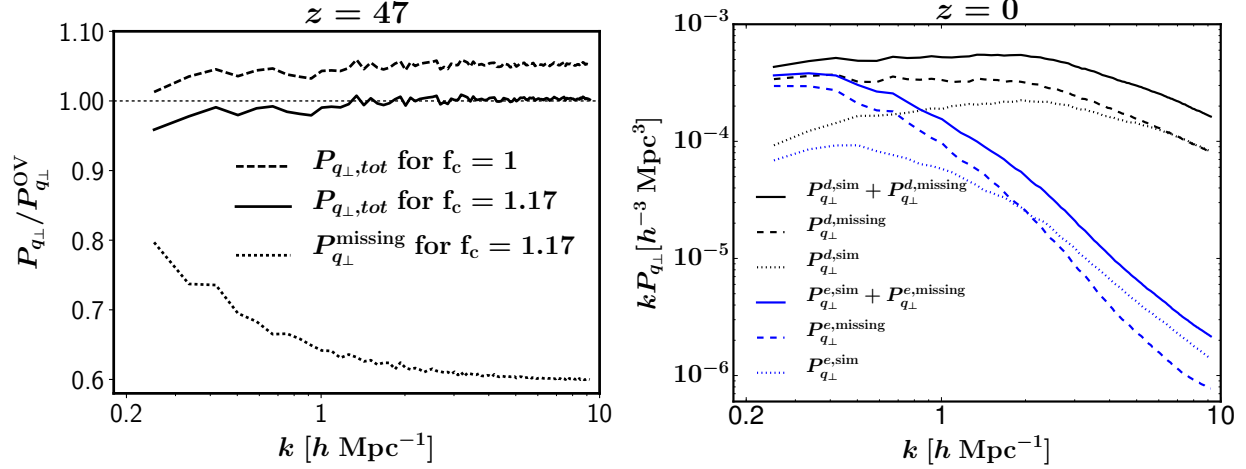 z = 47
1.10
1.00
0.9
0.8
0.7
0.6
P_{q⊥}/P^{OV}_{q⊥}
P_{q⊥,tot} for f_c = 1
P_{q⊥,tot} for f_c = 1.17
P^{missing}_{q⊥} for f_c = 1.17
0.2
1
10
k [h Mpc^{−1}]
z = 0
10^{−3}
10^{−4}
10^{−5}
10^{−6}
kP_{q⊥}[h^{−3} Mpc^3]
P^{d,sim}_{q⊥} + P^{d,missing}_{q⊥}
P^{d,missing}_{q⊥}
P^{d,sim}_{q⊥}
P^{e,sim}_{q⊥} + P^{e,missing}_{q⊥}
P^{e,missing}_{q⊥}
P^{e,sim}_{q⊥}
0.2
1
10
k [h Mpc^{−1}]